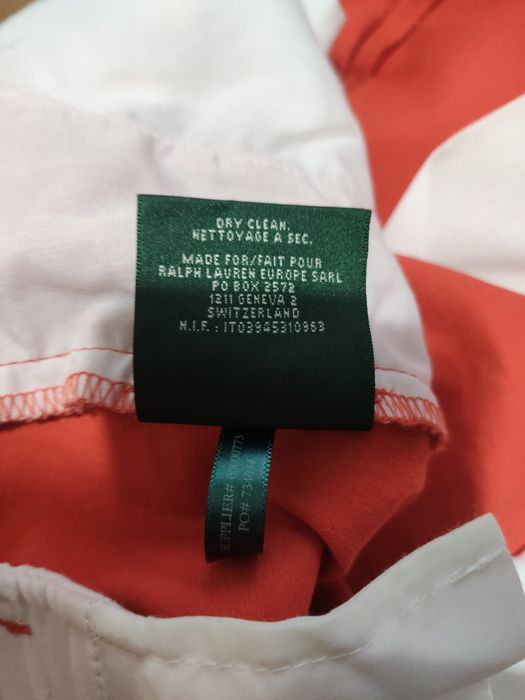 DRY CLEAN.
NETTOYAGE A SEC.
MADE FOR/FAIT POUR
RALPH LAUREN EUROPE SARL
PO BOX 2572
1211 GENEVA 2
SWITZERLAND
N.I.F. : IT03945310963
SUPPLIER#
PO#